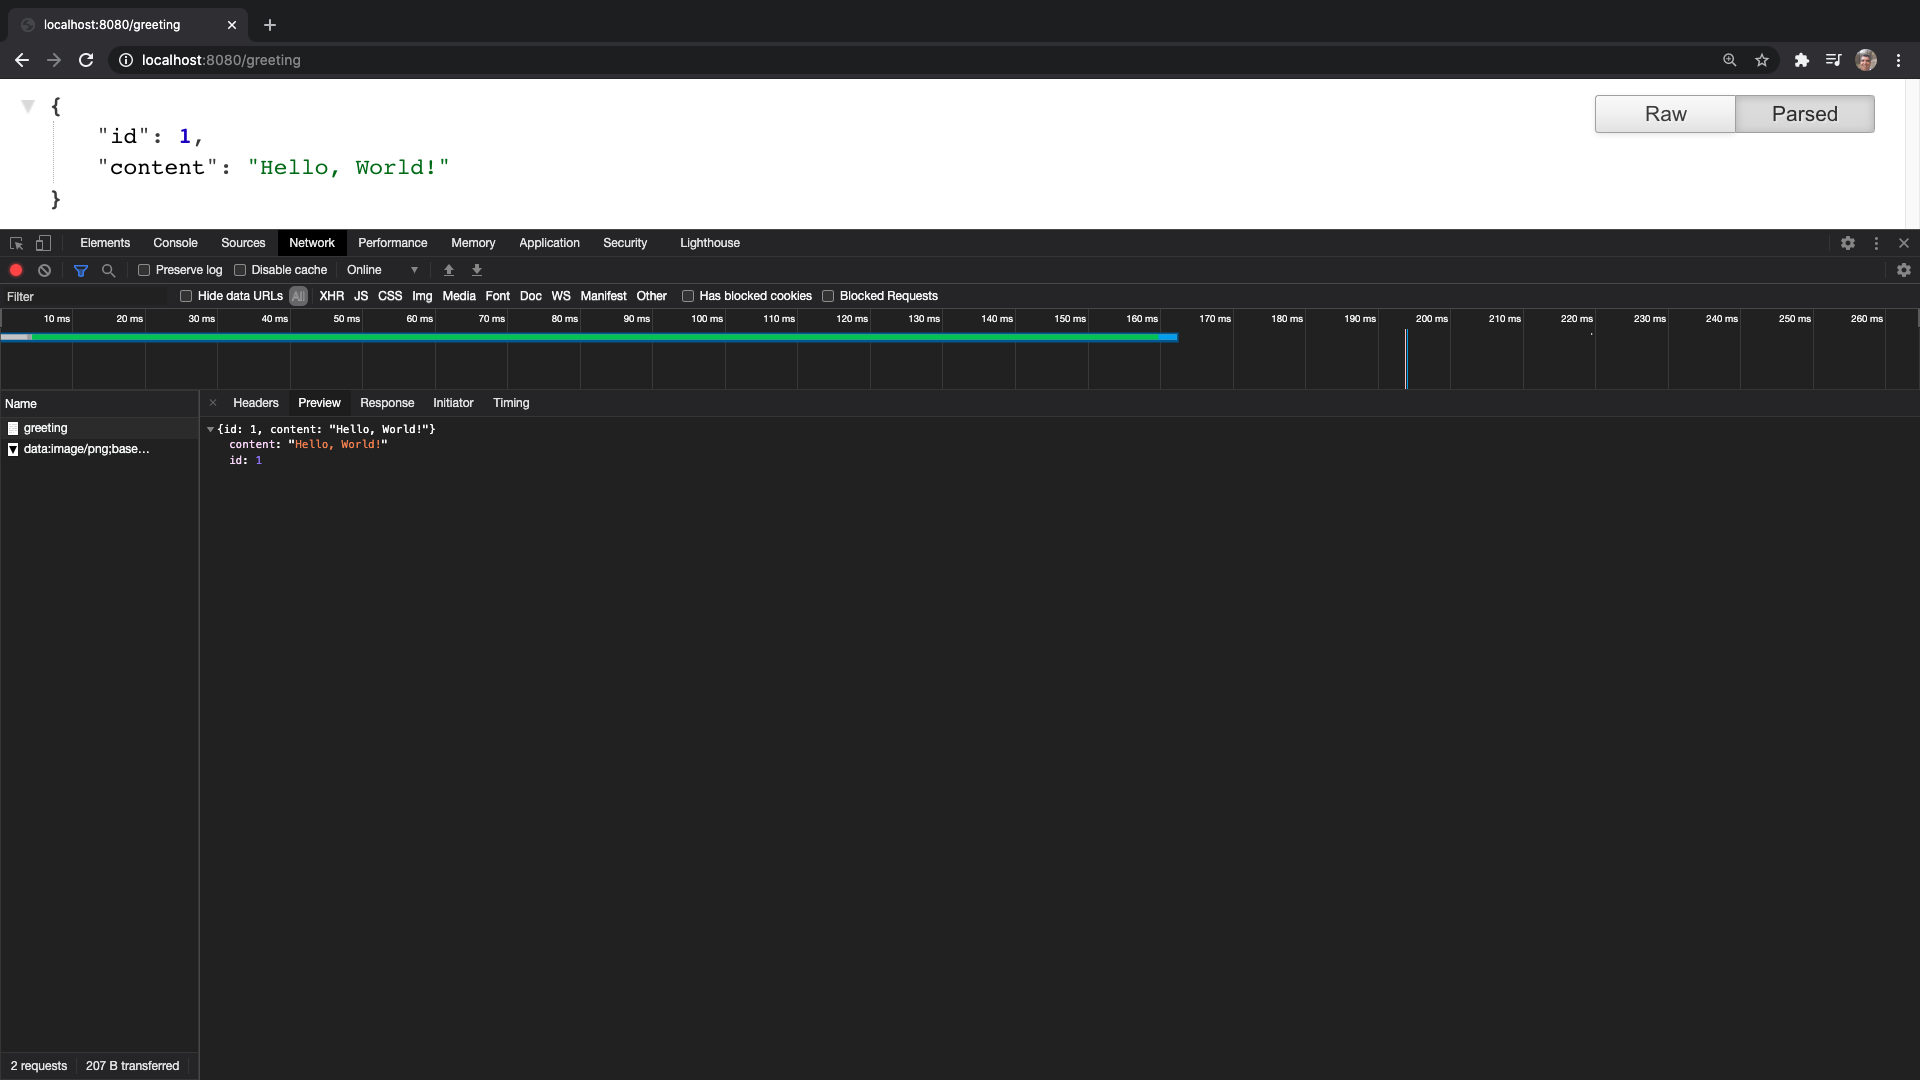 localhost:8080/greeting
localhost:8080/greeting
{
"id": 1,
"content": "Hello, World!"
}
Raw Parsed
Elements Console Sources Network Performance Memory Application Security Lighthouse
Preserve log Disable cache Online
Filter Hide data URLs All XHR JS CSS Img Media Font Doc WS Manifest Other Has blocked cookies Blocked Requests
10 ms 20 ms 30 ms 40 ms 50 ms 60 ms 70 ms 80 ms 90 ms 100 ms 110 ms 120 ms 130 ms 140 ms 150 ms 160 ms 170 ms 180 ms 190 ms 200 ms 210 ms 220 ms 230 ms 240 ms 250 ms 260 ms
Name
greeting
data:image/png;base...
Headers Preview Response Initiator Timing
{id: 1, content: "Hello, World!"}
content: "Hello, World!"
id: 1
2 requests 207 B transferred